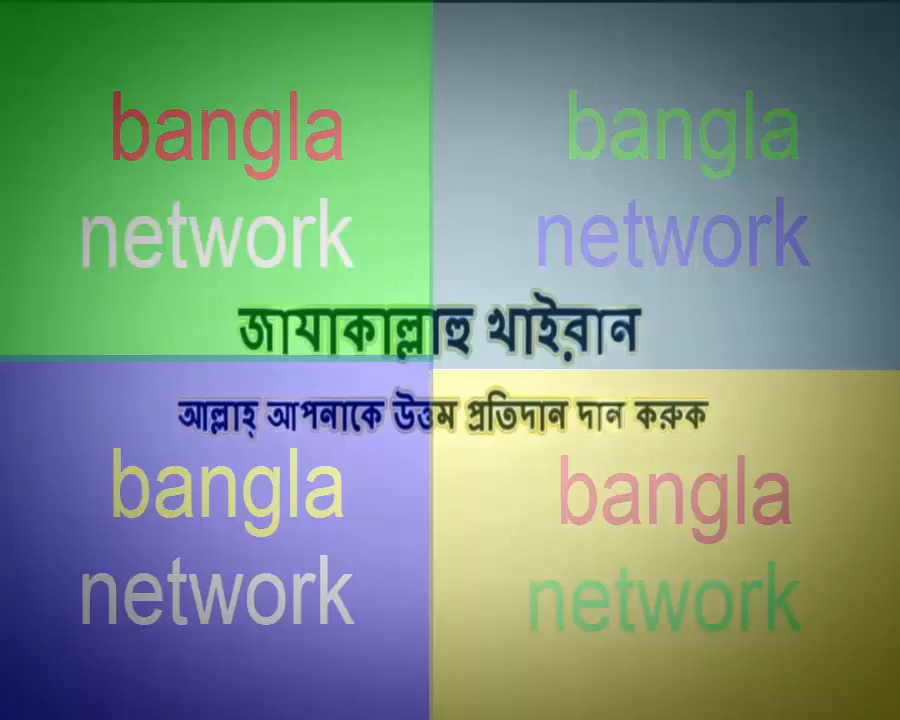 bangla bangla
network network
জাযাকাল্লাহু খাইরান
আল্লাহ্ আপনাকে উত্তম প্রতিদান দান করুক
bangla bangla
network network